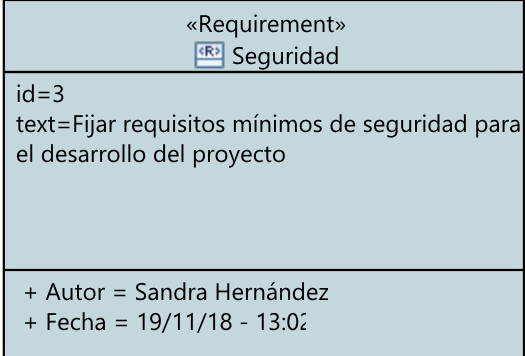 «Requirement»
<R> Seguridad
id=3
text=Fijar requisitos mínimos de seguridad para
el desarrollo del proyecto
+ Autor = Sandra Hernández
+ Fecha = 19/11/18 - 13:02